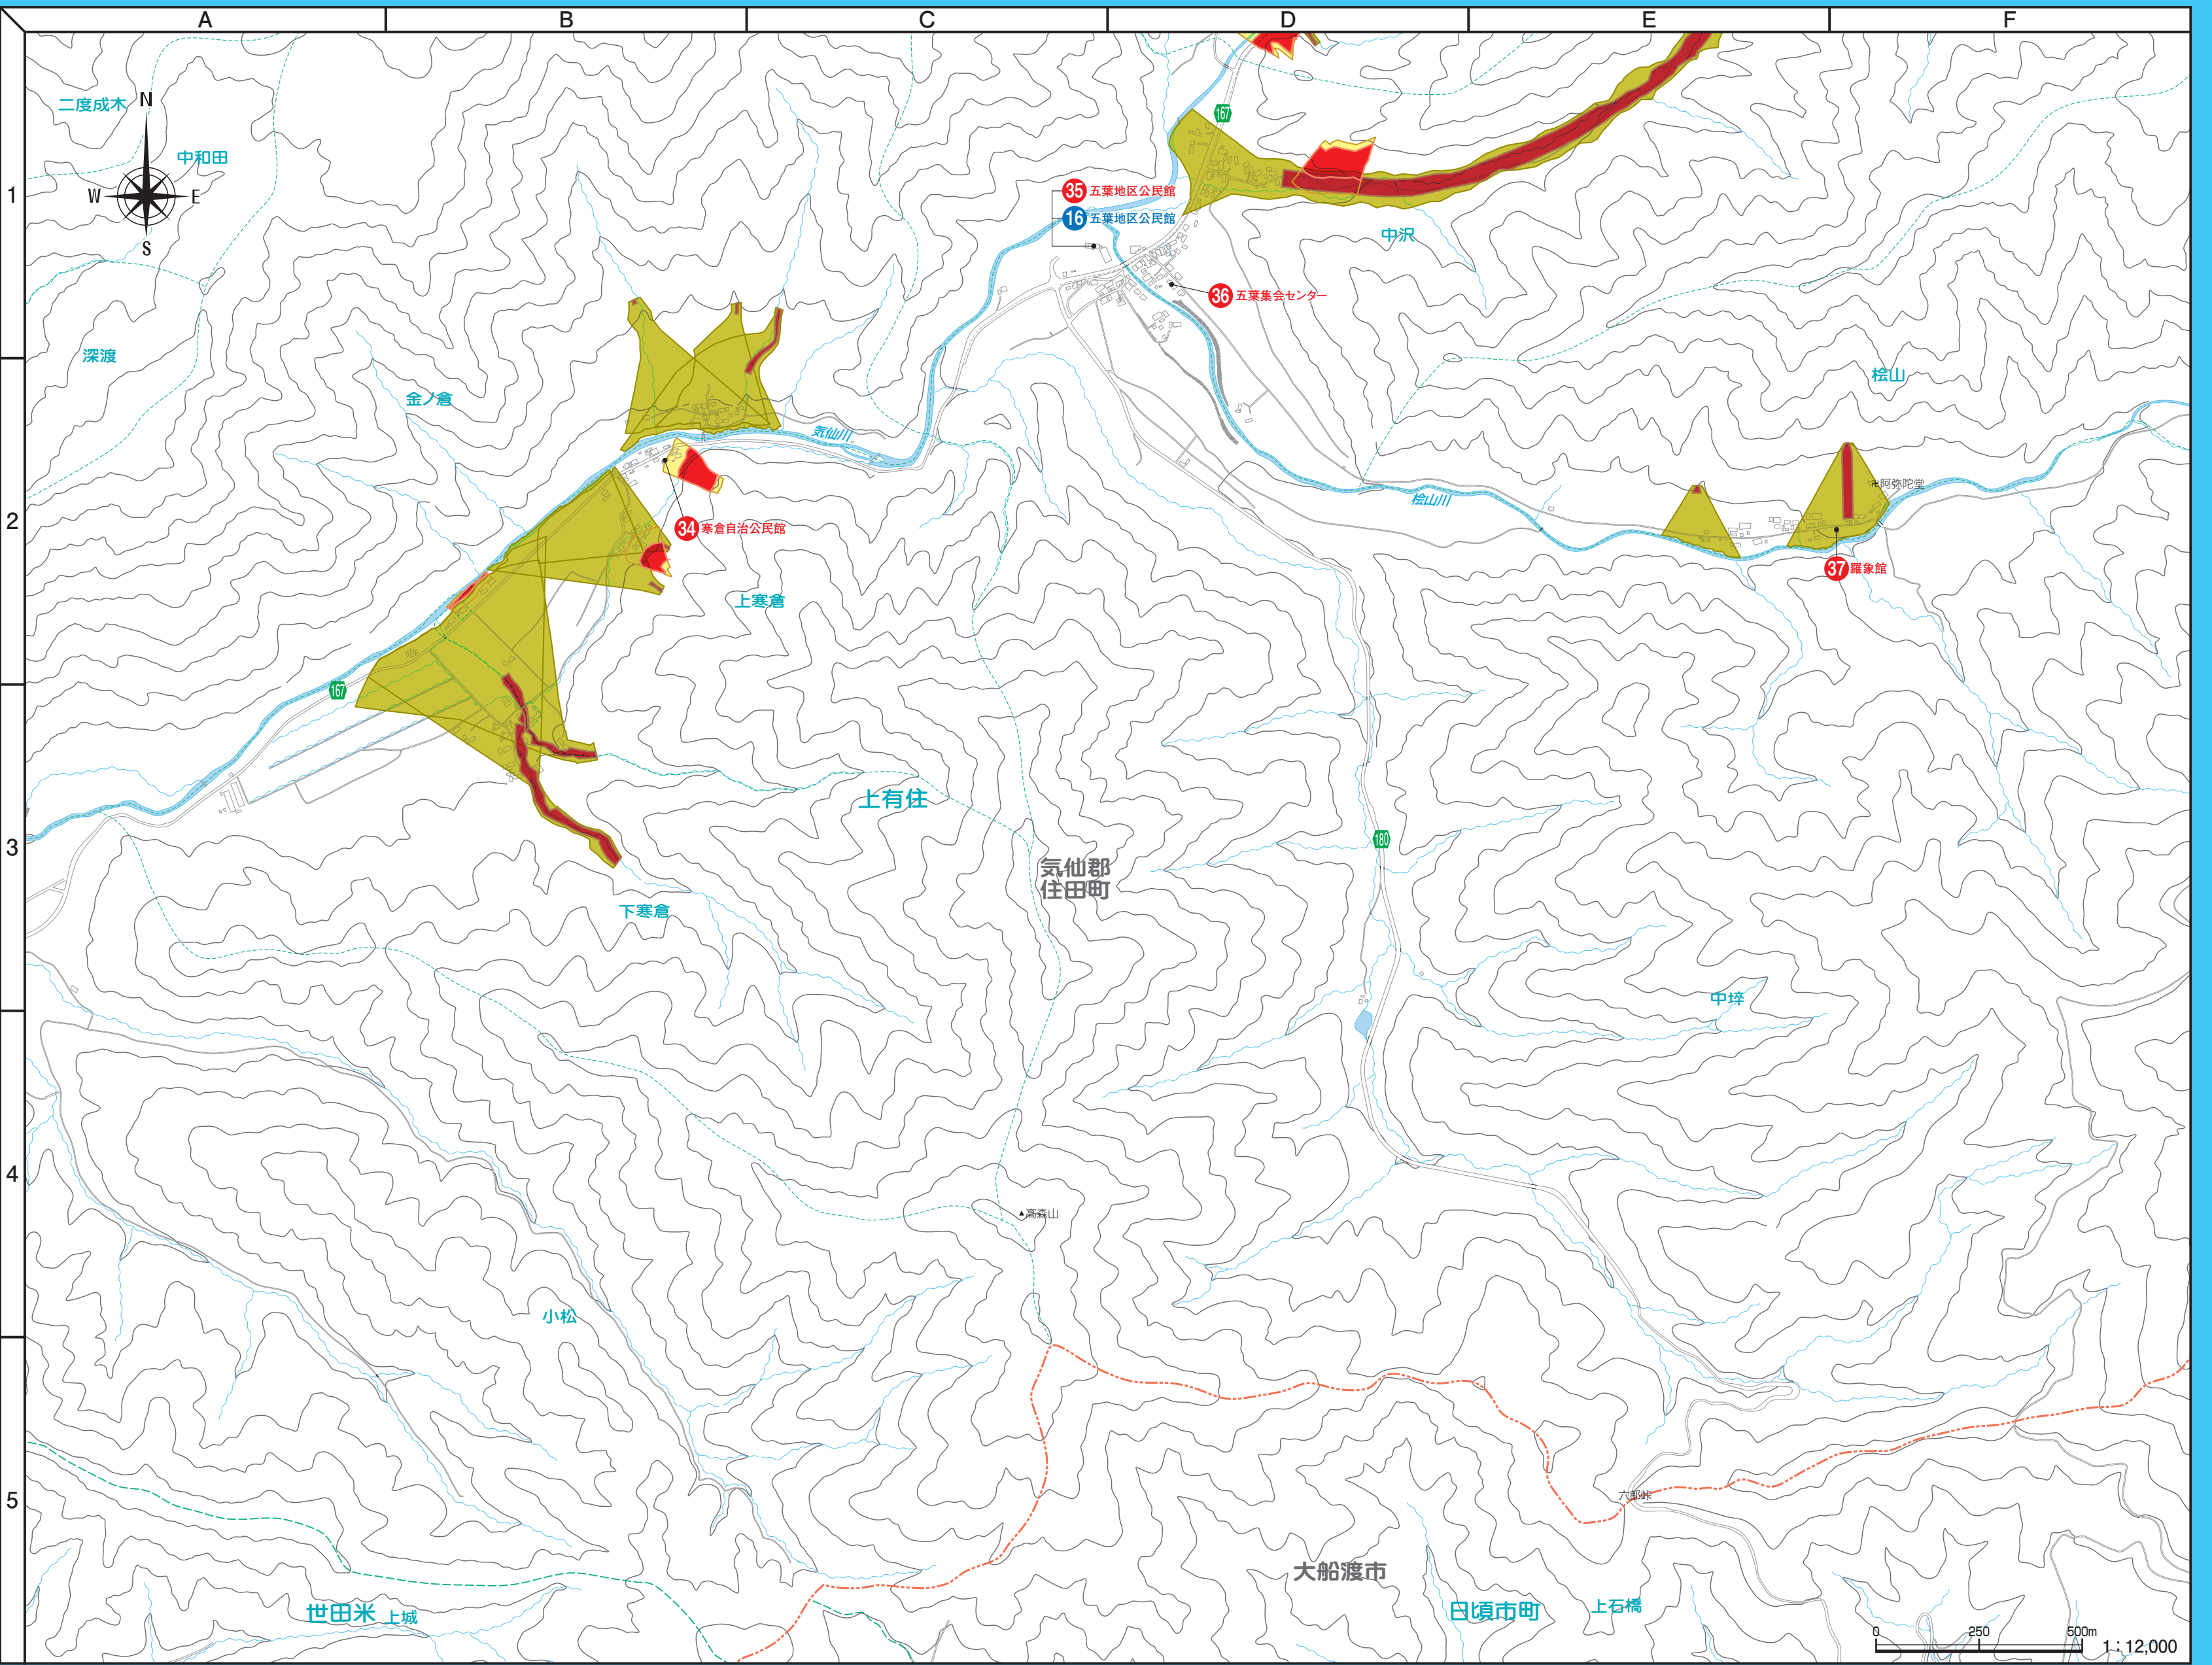 A
B
C
D
E
F
1
2
3
4
5
N
W
E
S
二度成木
中和田
深渡
金ノ倉
167
35 五葉地区公民館
16 五葉地区公民館
中沢
36 五葉集会センター
桧山
気仙川
34 寒倉自治公民館
桧山川
卍阿弥陀堂
37 羅象館
上寒倉
167
上有住
180
気仙郡
住田町
下寒倉
中埣
▲高森山
小松
六郎峠
大船渡市
世田米 上城
日頃市町
上石橋
0 250 500m
1:12,000